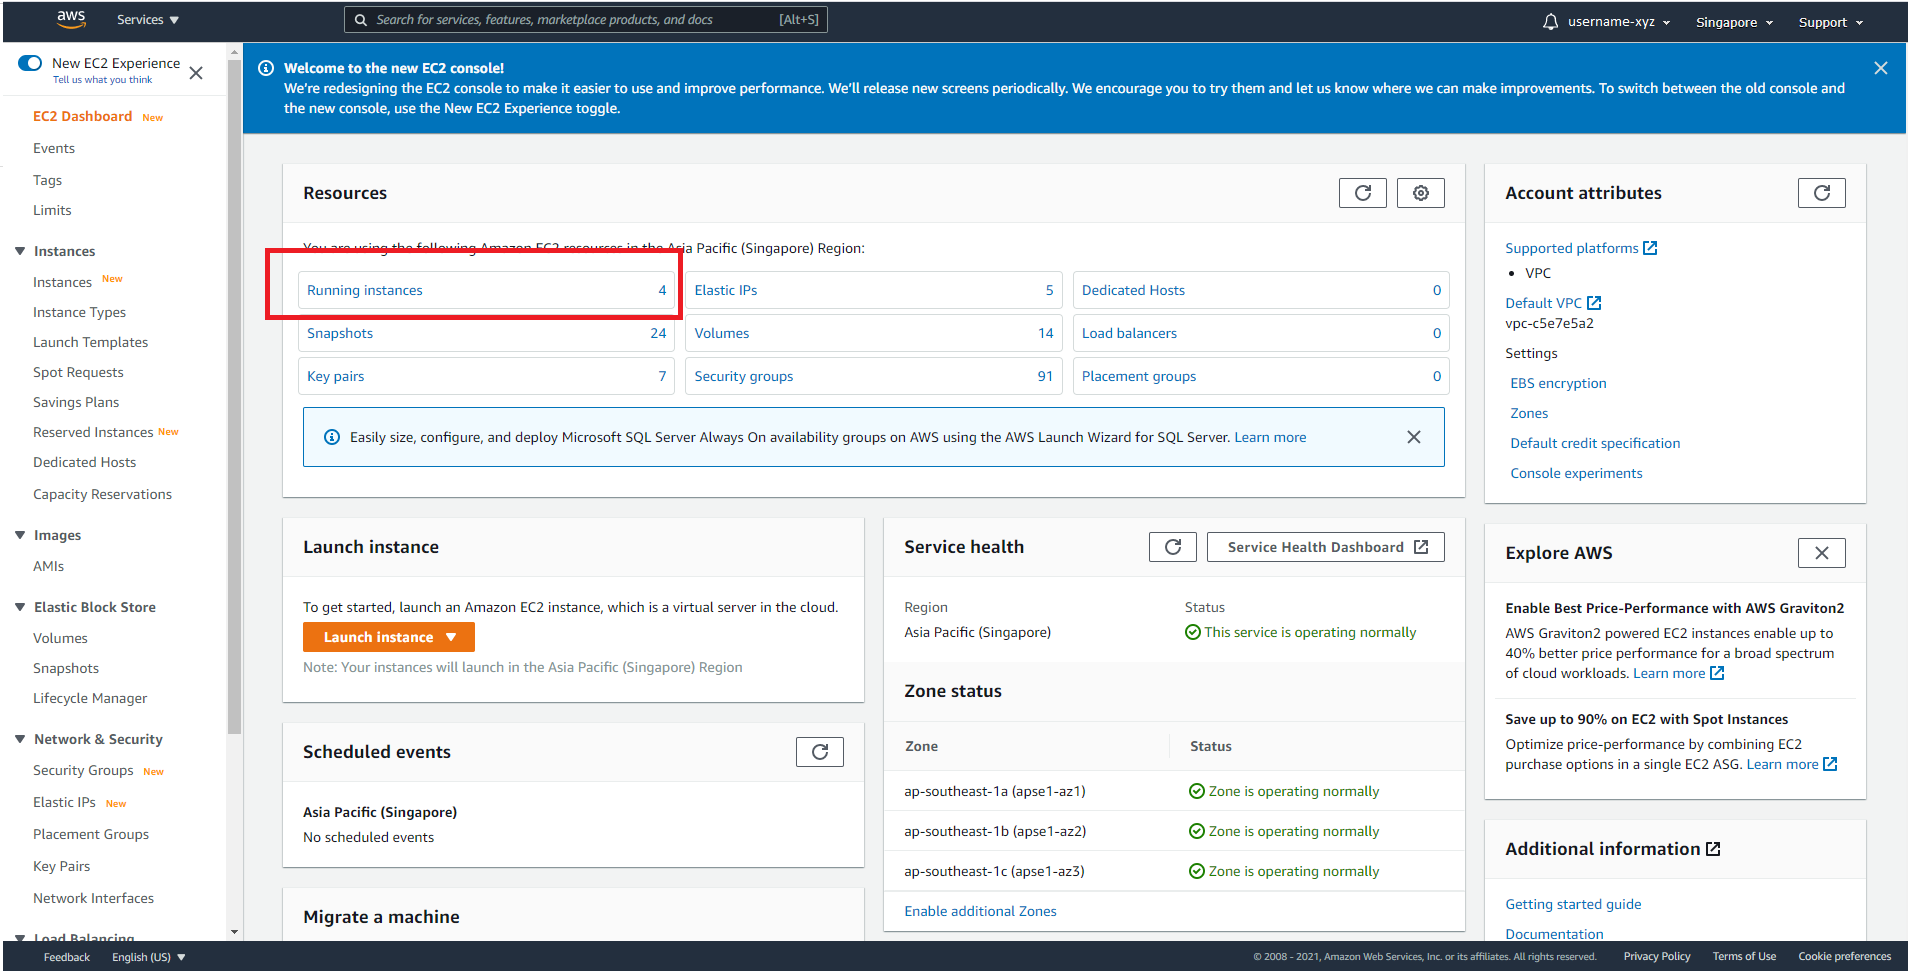 aws
Services ▼
Search for services, features, marketplace products, and docs
[Alt+S]
username-xyz
Singapore
Support
New EC2 Experience
Tell us what you think
EC2 Dashboard New
Events
Tags
Limits
Instances
Instances New
Instance Types
Launch Templates
Spot Requests
Savings Plans
Reserved Instances New
Dedicated Hosts
Capacity Reservations
Images
AMIs
Elastic Block Store
Volumes
Snapshots
Lifecycle Manager
Network & Security
Security Groups New
Elastic IPs New
Placement Groups
Key Pairs
Network Interfaces
Load Balancing
Welcome to the new EC2 console!
We're redesigning the EC2 console to make it easier to use and improve performance. We'll release new screens periodically. We encourage you to try them and let us know where we can make improvements. To switch between the old console and
the new console, use the New EC2 Experience toggle.
Resources
You are using the following Amazon EC2 resources in the Asia Pacific (Singapore) Region:
Running instances 4
Elastic IPs 5
Dedicated Hosts 0
Snapshots 24
Volumes 14
Load balancers 0
Key pairs 7
Security groups 91
Placement groups 0
Easily size, configure, and deploy Microsoft SQL Server Always On availability groups on AWS using the AWS Launch Wizard for SQL Server. Learn more
Launch instance
To get started, launch an Amazon EC2 instance, which is a virtual server in the cloud.
Launch instance ▼
Note: Your instances will launch in the Asia Pacific (Singapore) Region
Scheduled events
Asia Pacific (Singapore)
No scheduled events
Migrate a machine
Service health
Service Health Dashboard
Region Status
Asia Pacific (Singapore) This service is operating normally
Zone status
Zone Status
ap-southeast-1a (apse1-az1) Zone is operating normally
ap-southeast-1b (apse1-az2) Zone is operating normally
ap-southeast-1c (apse1-az3) Zone is operating normally
Enable additional Zones
Account attributes
Supported platforms
• VPC
Default VPC
vpc-c5e7e5a2
Settings
EBS encryption
Zones
Default credit specification
Console experiments
Explore AWS
Enable Best Price-Performance with AWS Graviton2
AWS Graviton2 powered EC2 instances enable up to
40% better price performance for a broad spectrum
of cloud workloads. Learn more
Save up to 90% on EC2 with Spot Instances
Optimize price-performance by combining EC2
purchase options in a single EC2 ASG. Learn more
Additional information
Getting started guide
Documentation
Feedback
English (US) ▼
© 2008 - 2021, Amazon Web Services, Inc. or its affiliates. All rights reserved.
Privacy Policy
Terms of Use
Cookie preferences